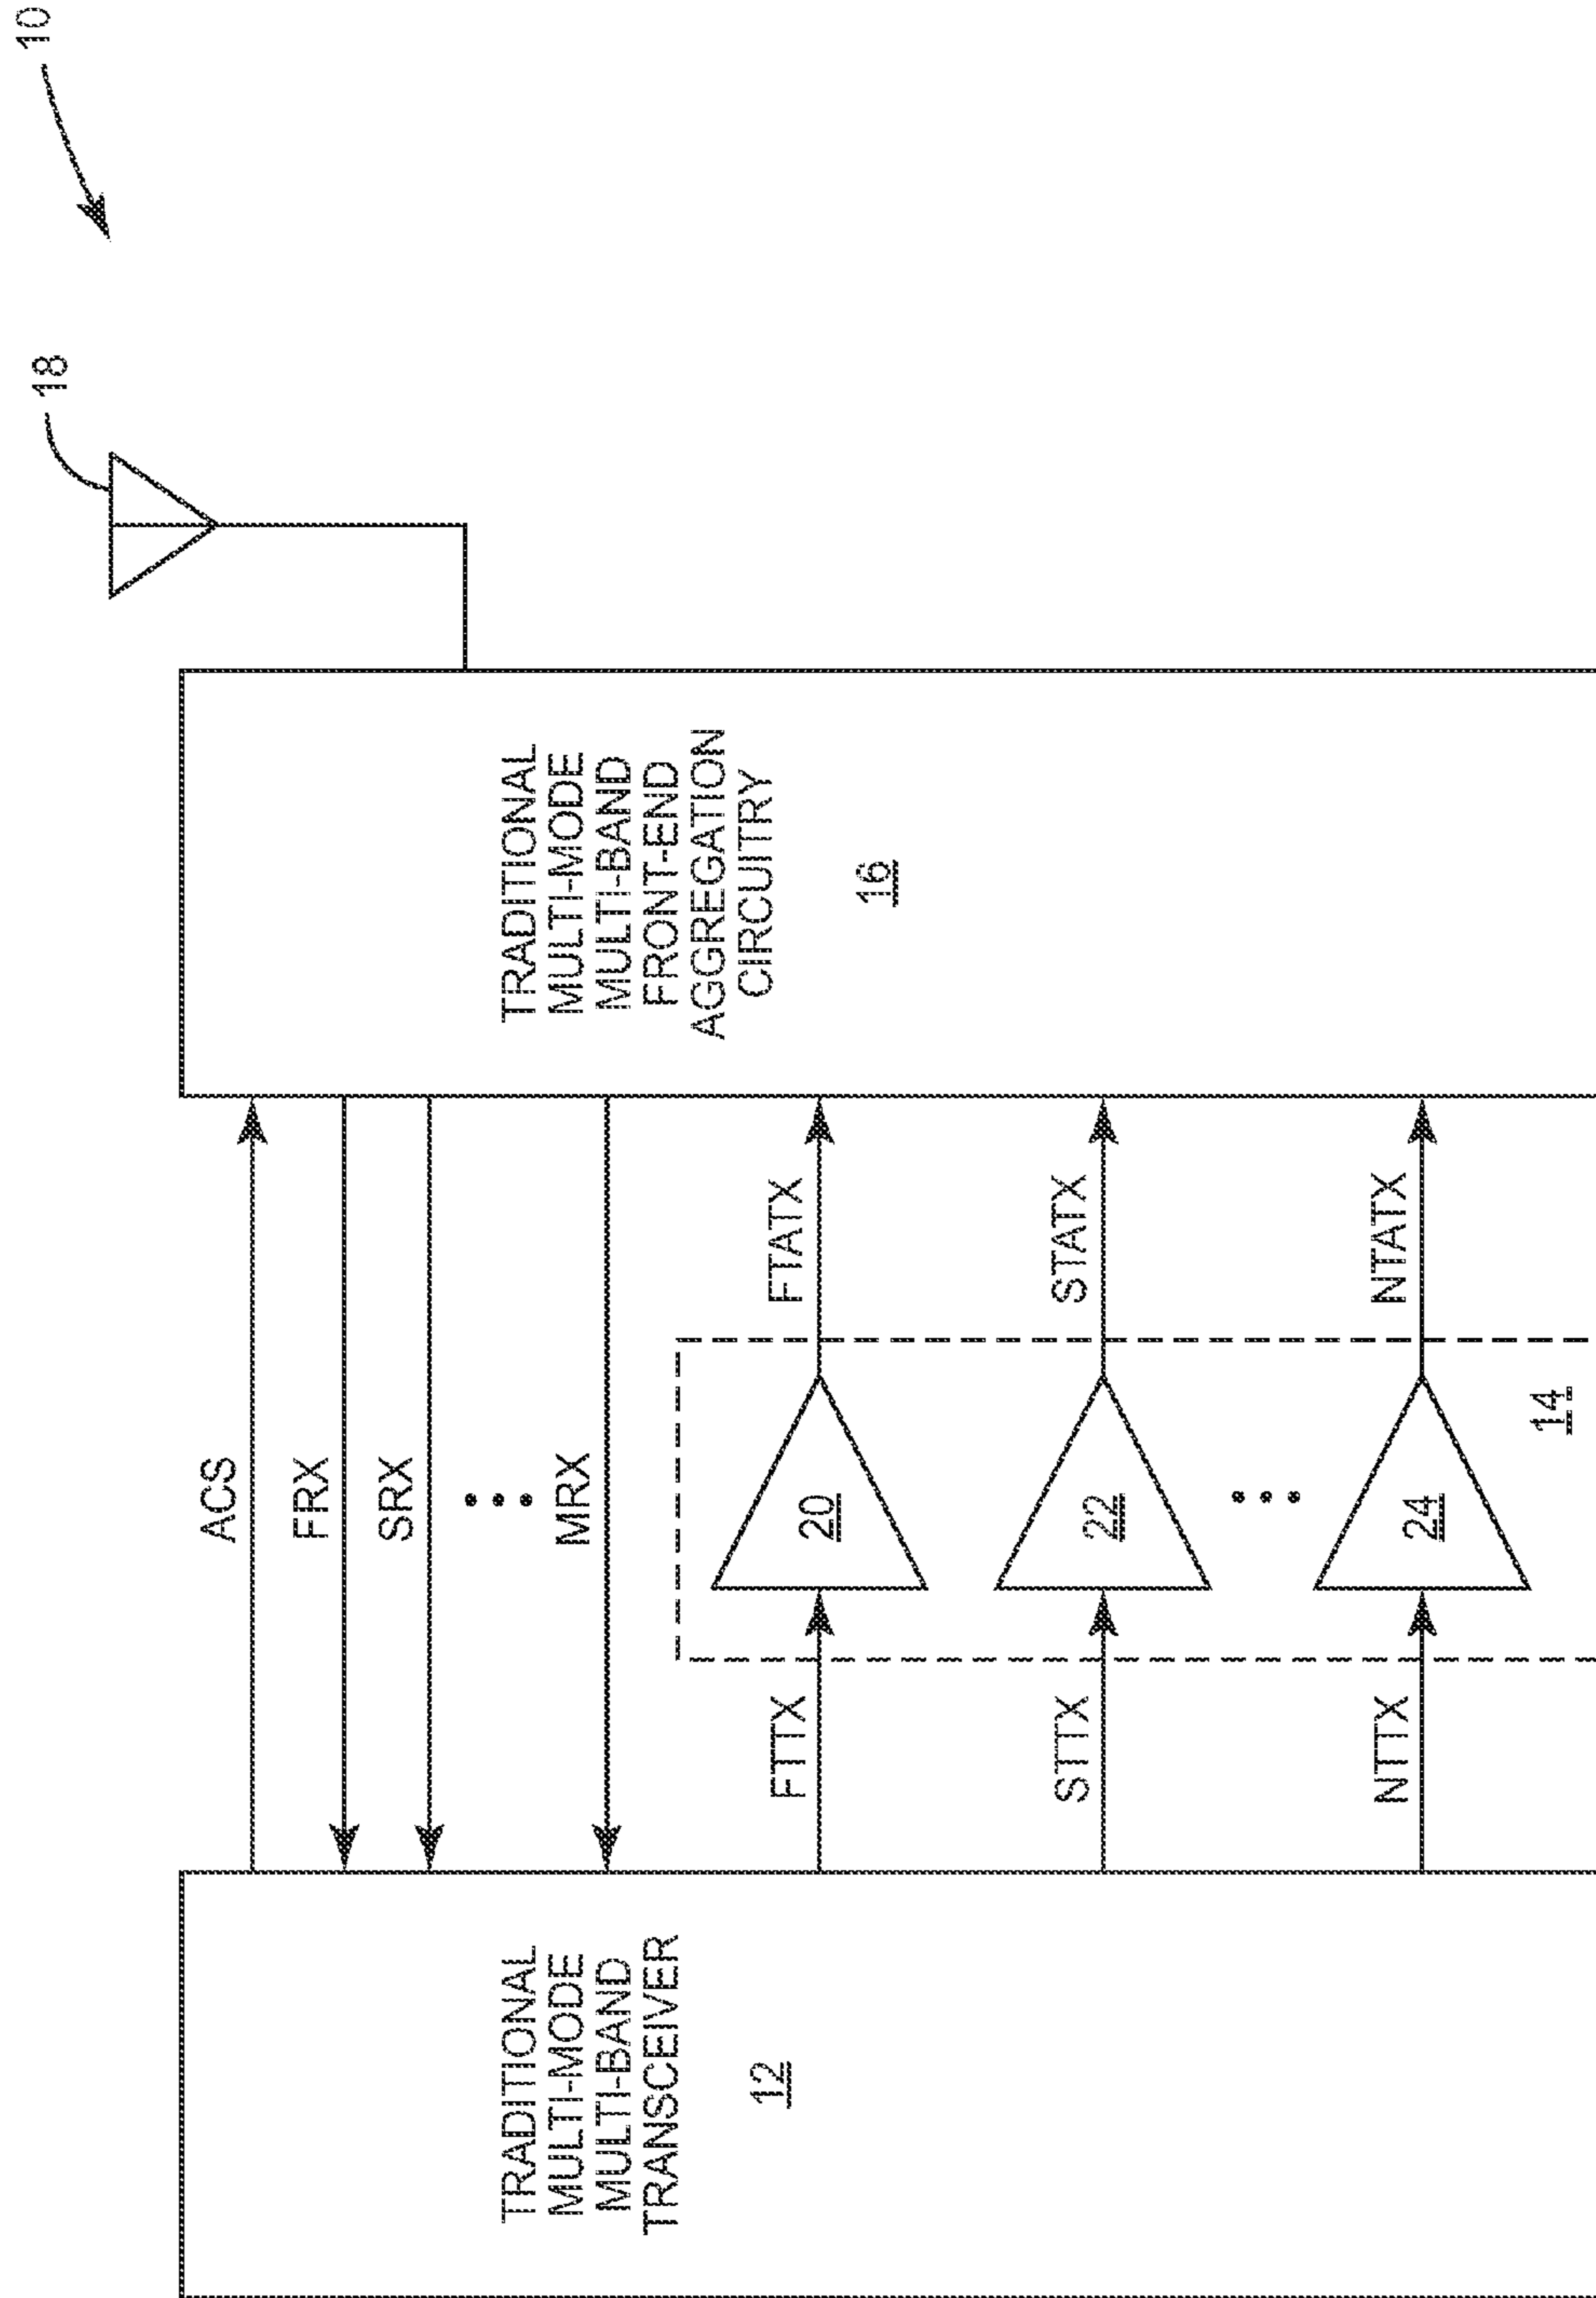 10
18
TRADITIONAL
MULTI-MODE
MULTI-BAND
TRANSCEIVER
12
ACS
FRX
SRX
MRX
FTTX
20
FTATX
STTX
22
STATX
NTTX
24
NTATX
14
TRADITIONAL
MULTI-MODE
MULTI-BAND
FRONT-END
AGGREGATION
CIRCUITRY
16